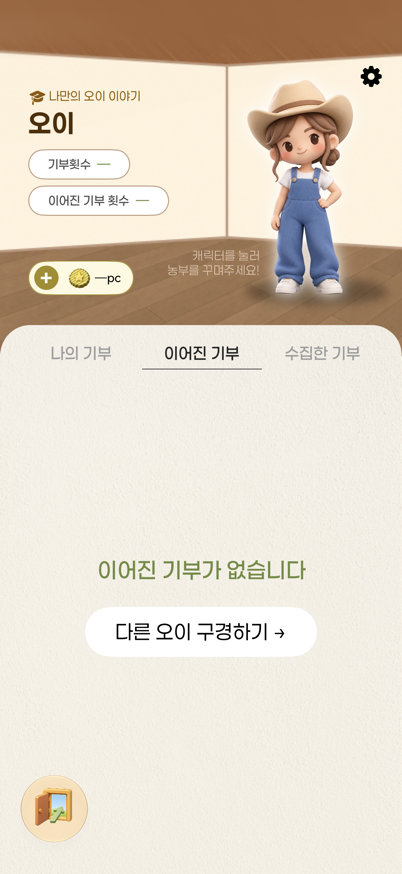 나만의 오이 이야기
오이
기부횟수 —
이어진 기부 횟수 —
—pc
캐릭터를 눌러
농부를 꾸며주세요!
나의 기부 이어진 기부 수집한 기부
이어진 기부가 없습니다
다른 오이 구경하기 →